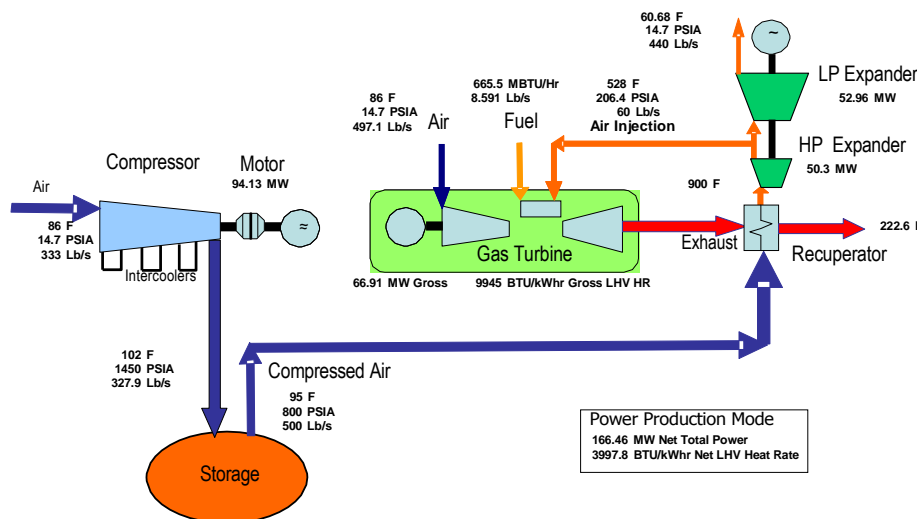 60.68 F
14.7 PSIA
440 Lb/s
~
LP Expander
52.96 MW
HP Expander
50.3 MW
900 F
86 F
14.7 PSIA
497.1 Lb/s
Air
665.5 MBTU/Hr
8.591 Lb/s
Fuel
528 F
206.4 PSIA
60 Lb/s
Air Injection
Compressor
Motor
94.13 MW
Air
86 F
14.7 PSIA
333 Lb/s
≈
Intercoolers
≈
Gas Turbine
66.91 MW Gross
9945 BTU/kWhr Gross LHV HR
Exhaust
Recuperator
222.6
102 F
1450 PSIA
327.9 Lb/s
Compressed Air
95 F
800 PSIA
500 Lb/s
Storage
Power Production Mode
166.46 MW Net Total Power
3997.8 BTU/kWhr Net LHV Heat Rate